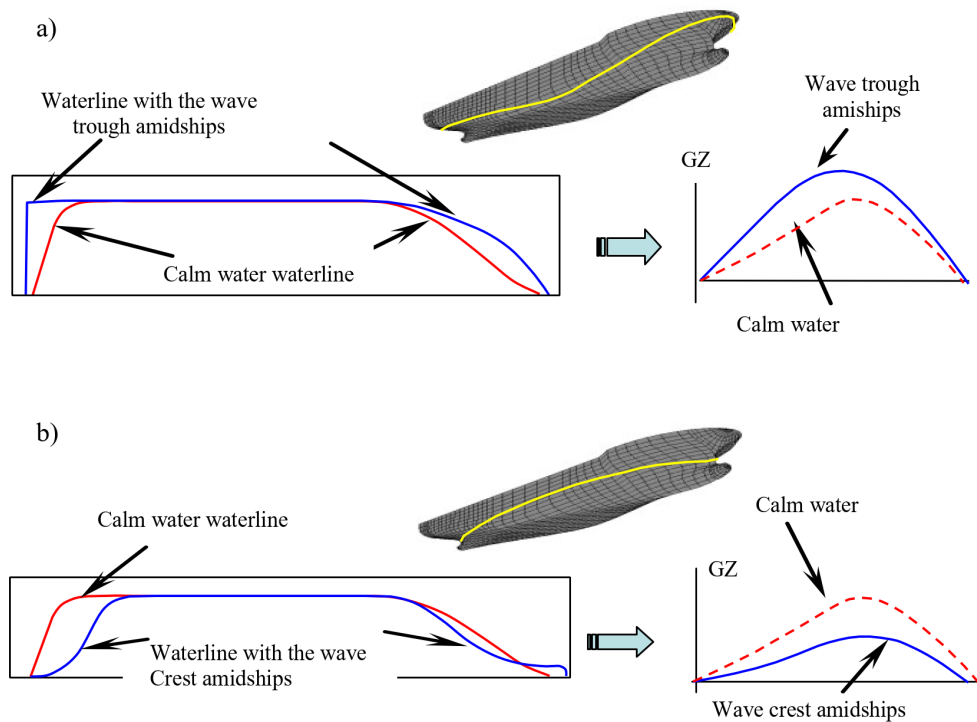 a)
Waterline with the wave
trough amidships
Wave trough
amiships
GZ
Calm water waterline
Calm water
b)
Calm water waterline
Calm water
GZ
Waterline with the wave
Crest amidships
Wave crest amidships